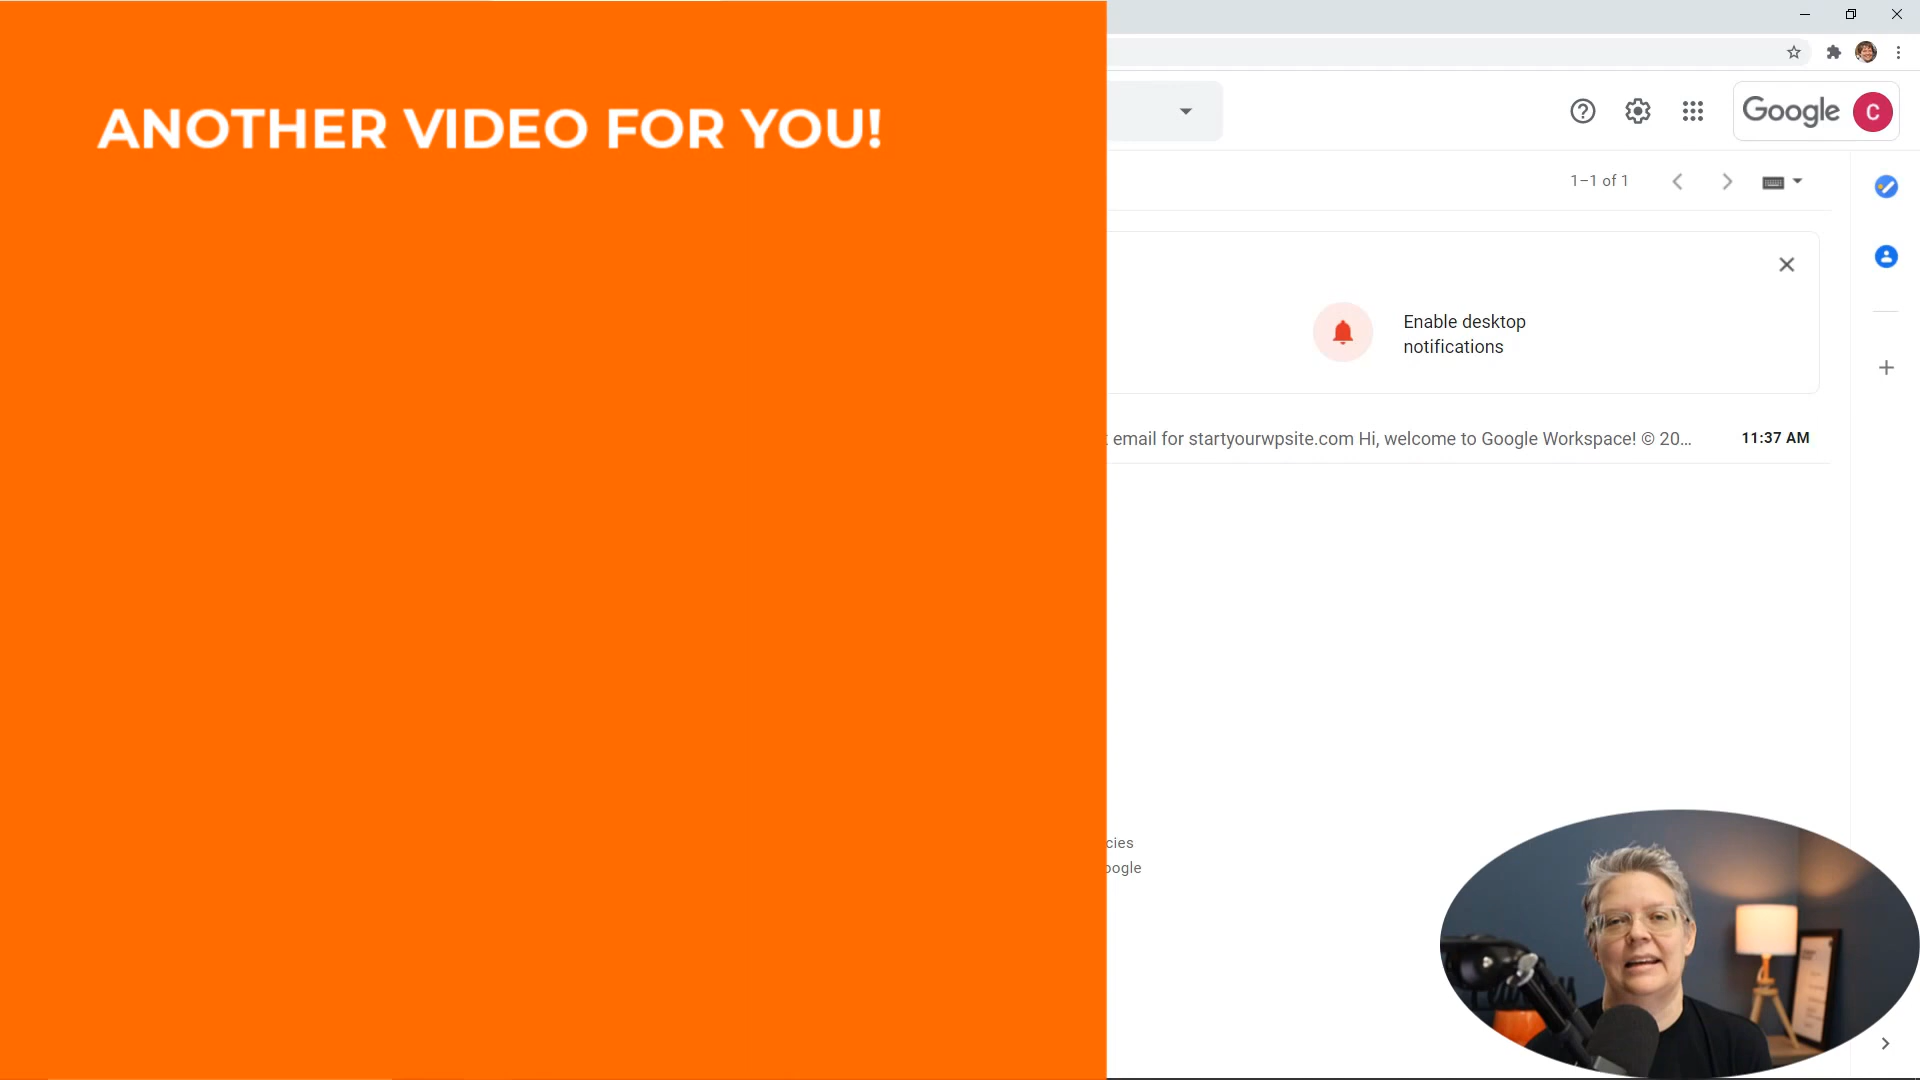 ANOTHER VIDEO FOR YOU!
Google C
1–1 of 1
Enable desktop
notifications
email for startyourwpsite.com Hi, welcome to Google Workspace! © 20… 11:37 AM
cies
oogle